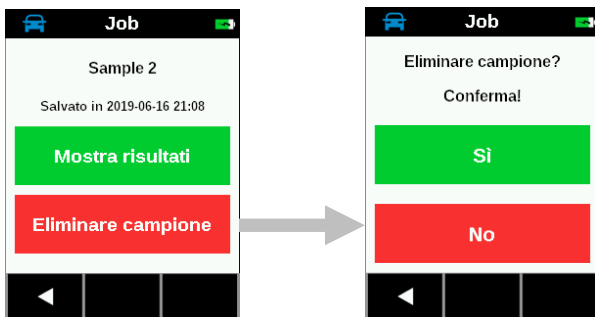 Job
Sample 2
Salvato in 2019-06-16 21:08
Mostra risultati
Eliminare campione
Job
Eliminare campione?
Conferma!
Sì
No